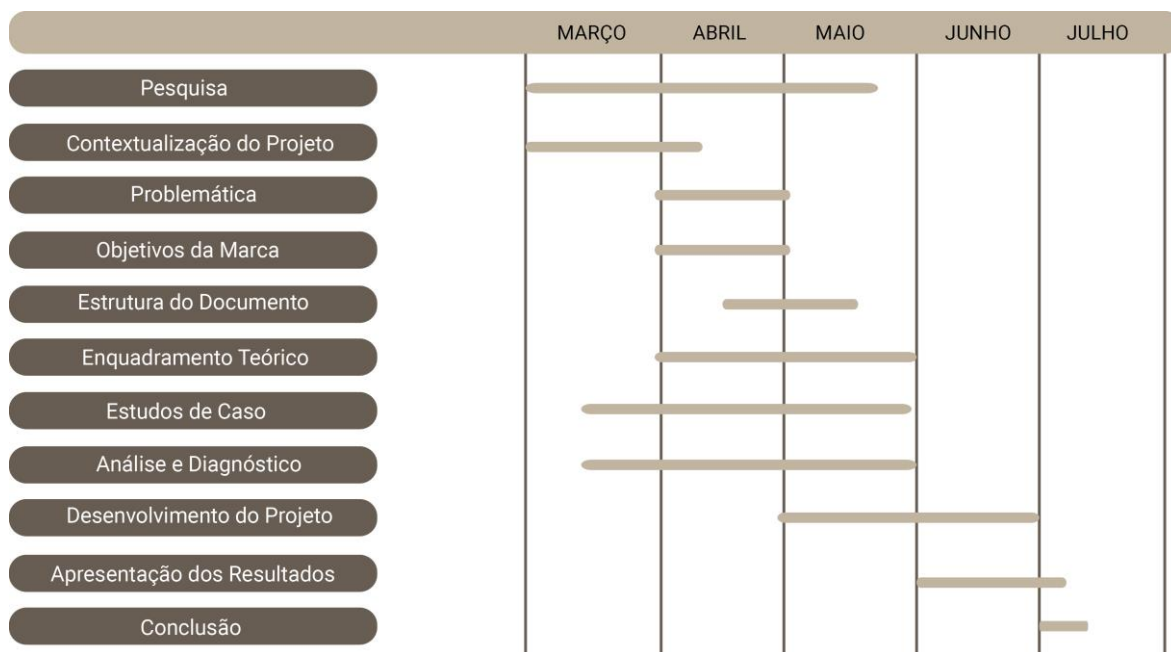 MARÇO ABRIL MAIO JUNHO JULHO
Pesquisa
Contextualização do Projeto
Problemática
Objetivos da Marca
Estrutura do Documento
Enquadramento Teórico
Estudos de Caso
Análise e Diagnóstico
Desenvolvimento do Projeto
Apresentação dos Resultados
Conclusão